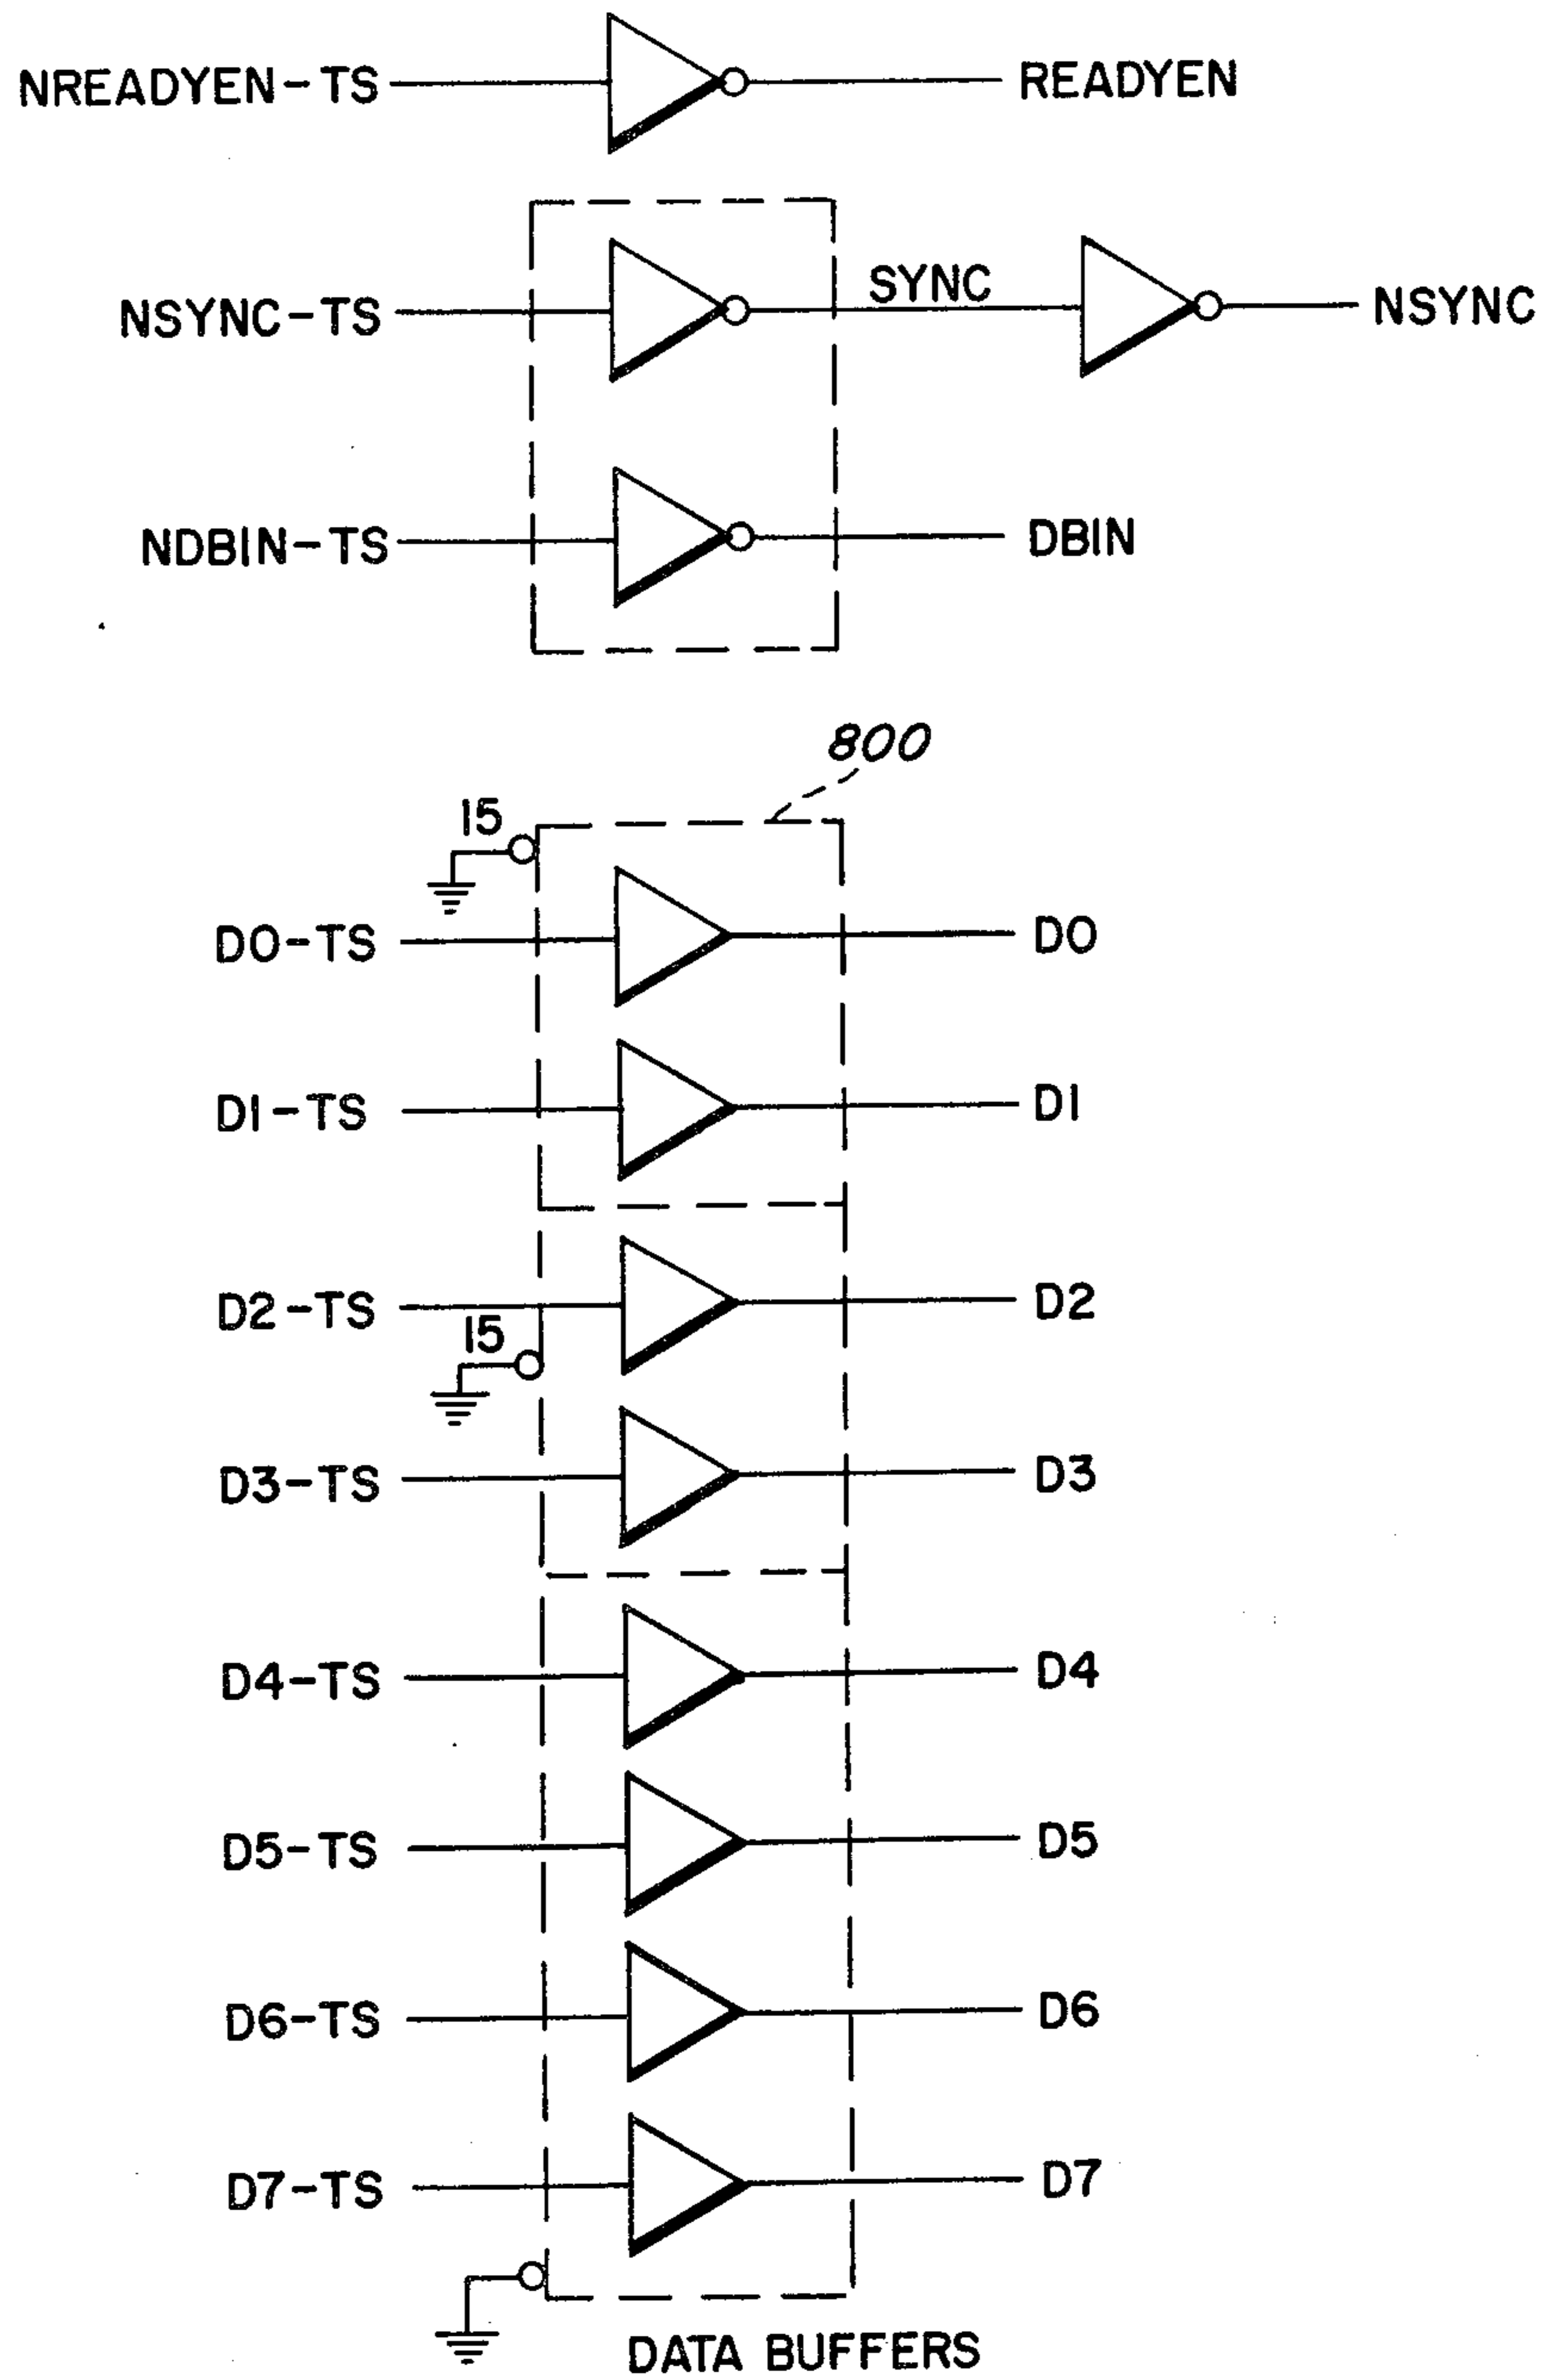 NREADYEN-TS READYEN
NSYNC-TS SYNC NSYNC
NDBIN-TS DBIN
800
15
D0-TS D0
D1-TS D1
D2-TS D2
15
D3-TS D3
D4-TS D4
D5-TS D5
D6-TS D6
D7-TS D7
DATA BUFFERS